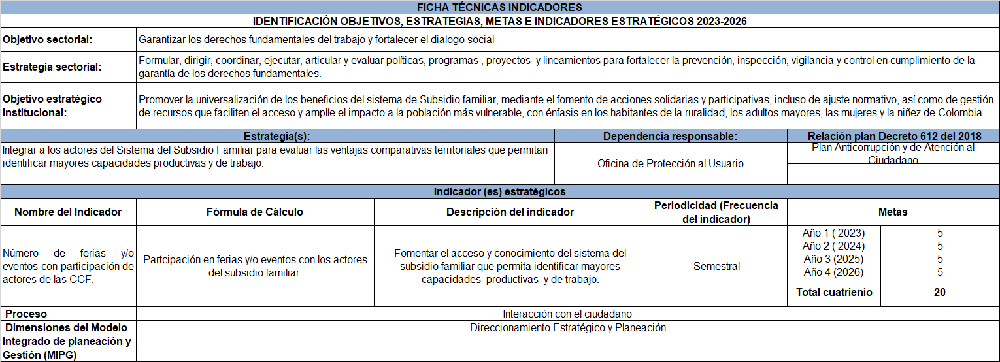 FICHA TÉCNICAS INDICADORES
IDENTIFICACIÓN OBJETIVOS, ESTRATEGIAS, METAS E INDICADORES ESTRATÉGICOS 2023-2026
Objetivo sectorial:
Garantizar los derechos fundamentales del trabajo y fortalecer el dialogo social
Estrategia sectorial:
Formular, dirigir, coordinar, ejecutar, articular y evaluar políticas, programas , proyectos y lineamientos para fortalecer la prevención, inspección, vigilancia y control en cumplimiento de la
garantía de los derechos fundamentales.
Objetivo estratégico
Institucional:
Promover la universalización de los beneficios del sistema de Subsidio familiar, mediante el fomento de acciones solidarias y participativas, incluso de ajuste normativo, así como de gestión
de recursos que faciliten el acceso y amplíe el impacto a la población más vulnerable, con énfasis en los habitantes de la ruralidad, los adultos mayores, las mujeres y la niñez de Colombia.
Estrategia(s):
Dependencia responsable:
Relación plan Decreto 612 del 2018
Integrar a los actores del Sistema del Subsidio Familiar para evaluar las ventajas comparativas territoriales que permitan
identificar mayores capacidades productivas y de trabajo.
Oficina de Protección al Usuario
Plan Anticorrupción y de Atención al
Ciudadano
Indicador (es) estratégicos
Nombre del Indicador
Fórmula de Cálculo
Descripción del indicador
Periodicidad (Frecuencia
del indicador)
Metas
Número de ferias y/o
eventos con participación de
actores de las CCF.
Partcipación en ferias y/o eventos con los actores
del subsidio familiar.
Fomentar el acceso y conocimiento del sistema del
subsidio familiar que permita identificar mayores
capacidades productivas y de trabajo.
Semestral
Año 1 ( 2023) 5
Año 2 ( 2024) 5
Año 3 (2025) 5
Año 4 (2026) 5
Total cuatrienio 20
Proceso
Interacción con el ciudadano
Dimensiones del Modelo
Integrado de planeación y
Gestión (MIPG)
Direccionamiento Estratégico y Planeación